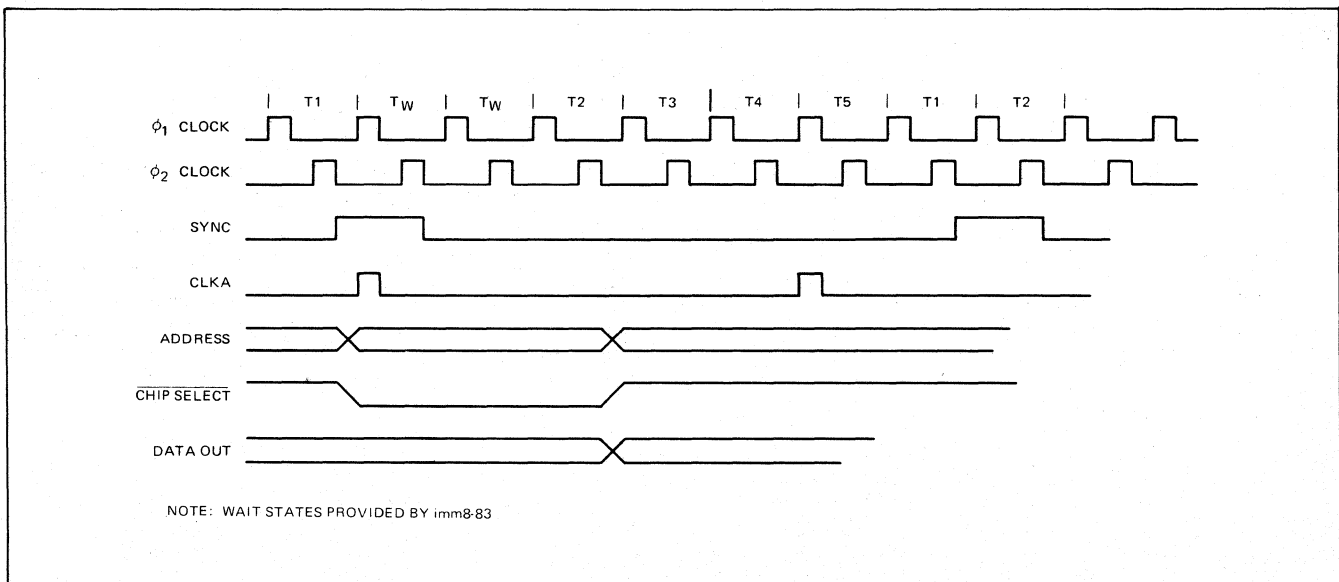 | T1 | TW | TW | T2 | T3 | T4 | T5 | T1 | T2 |
ϕ1 CLOCK
ϕ2 CLOCK
SYNC
CLKA
ADDRESS
CHIP SELECT
DATA OUT
NOTE: WAIT STATES PROVIDED BY imm8-83